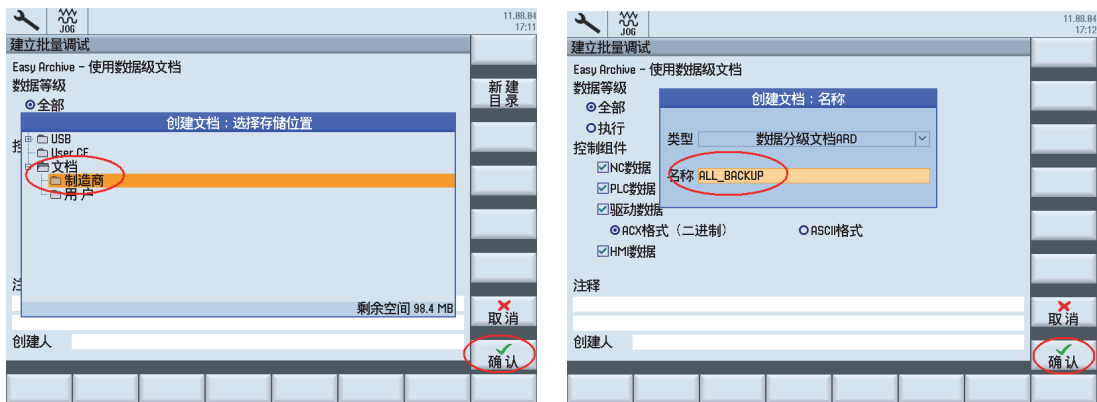 11.08.04
JOG
17:11
建立批量调试
Easy Archive - 使用数据级文档
数据等级
全部
新建
目录
创建文档：选择存储位置
USB
User CF
文档
制造商
用户
控
注
剩余空间 98.4 MB
取消
创建人
确认
11.08.04
JOG
17:12
建立批量调试
Easy Archive - 使用数据级文档
数据等级
全部
执行
控制组件
创建文档：名称
类型 数据分级文档ARD
名称 ALL_BACKUP
NC数据
PLC数据
驱动数据
ACX格式（二进制） ASCII格式
HMI数据
注释
取消
创建人
确认